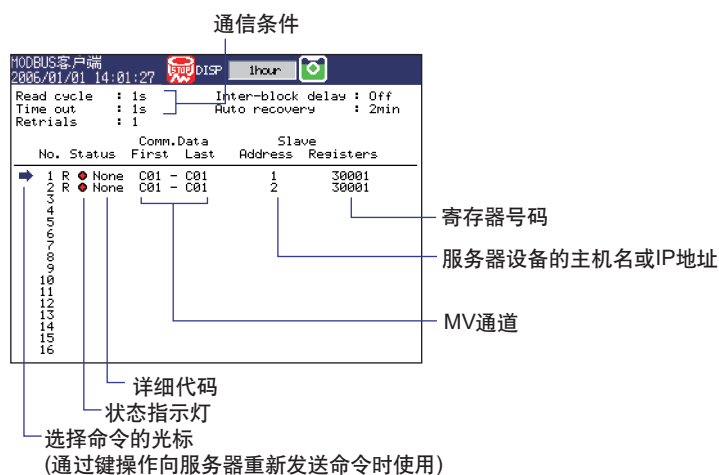 通信条件
MODBUS客户端
2006/01/01 14:01:27 STOP DISP 1hour
Read cycle : 1s Inter-block delay : Off
Time out : 1s Auto recovery : 2min
Retrials : 1
Comm.Data Slave
No. Status First Last Address Registers
1 R None C01 - C01 1 30001
2 R None C01 - C01 2 30001
3
4
5
6
7
8
9
10
11
12
13
14
15
16
寄存器号码
服务器设备的主机名或IP地址
MV通道
详细代码
状态指示灯
选择命令的光标
(通过键操作向服务器重新发送命令时使用)